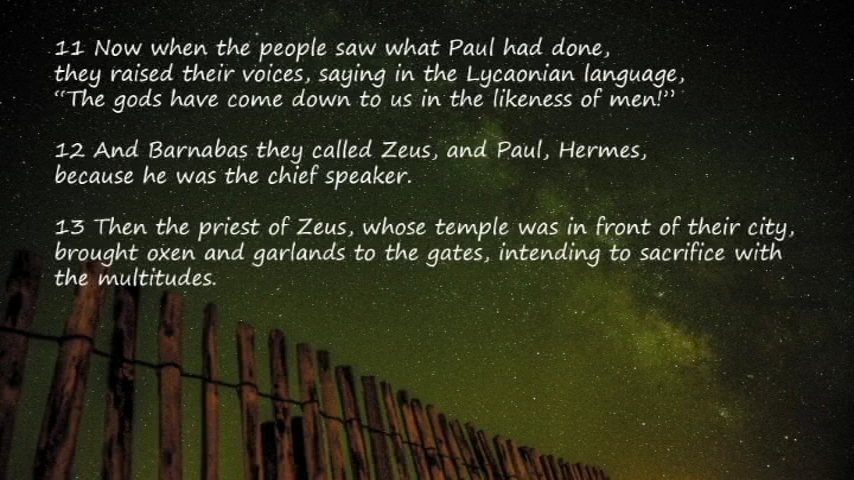 11 Now when the people saw what Paul had done,
they raised their voices, saying in the Lycaonian language,
“The gods have come down to us in the likeness of men!”
12 And Barnabas they called Zeus, and Paul, Hermes,
because he was the chief speaker.
13 Then the priest of Zeus, whose temple was in front of their city,
brought oxen and garlands to the gates, intending to sacrifice with
the multitudes.